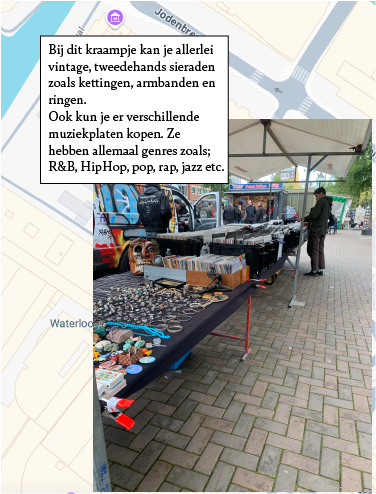 Jodenbre
Bij dit kraampje kan je allerlei
vintage, tweedehands sieraden
zoals kettingen, armbanden en
ringen.
Ook kun je er verschillende
muziekplaten kopen. Ze
hebben allemaal genres zoals;
R&B, HipHop, pop, rap, jazz etc.
Waterloo